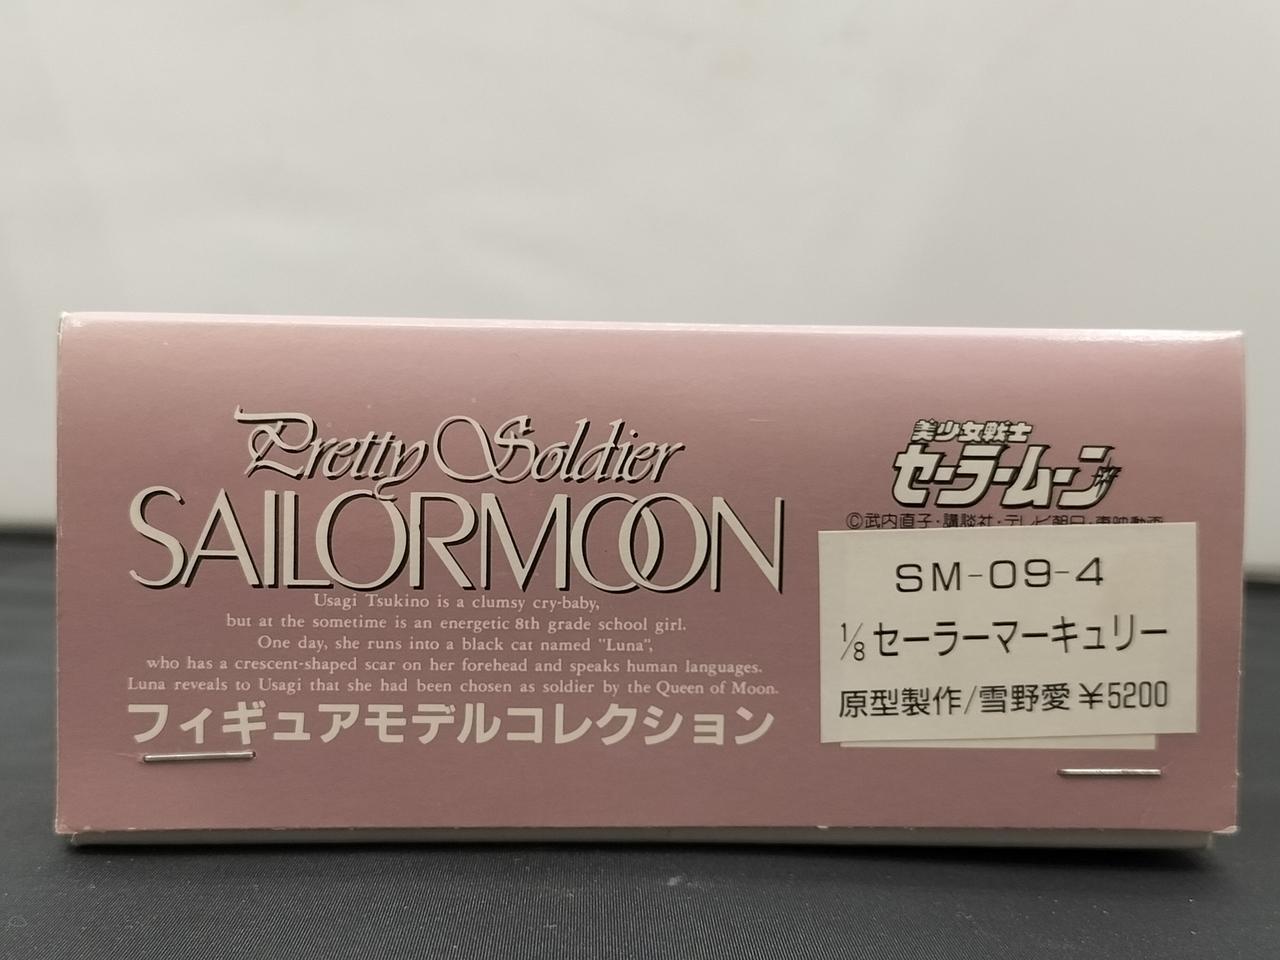 Pretty Soldier
SAILORMOON
Usagi Tsukino is a clumsy cry-baby,
but at the sometime is an energetic 8th grade school girl.
One day, she runs into a black cat named "Luna",
who has a crescent-shaped scar on her forehead and speaks human languages.
Luna reveals to Usagi that she had been chosen as soldier by the Queen of Moon.
フィギュアモデルコレクション
美少女戦士
セーラームーン
©武内直子・講談社・テレビ朝日・東映動画
SM-09-4
1/8 セーラーマーキュリー
原型製作/雪野愛 ¥5200